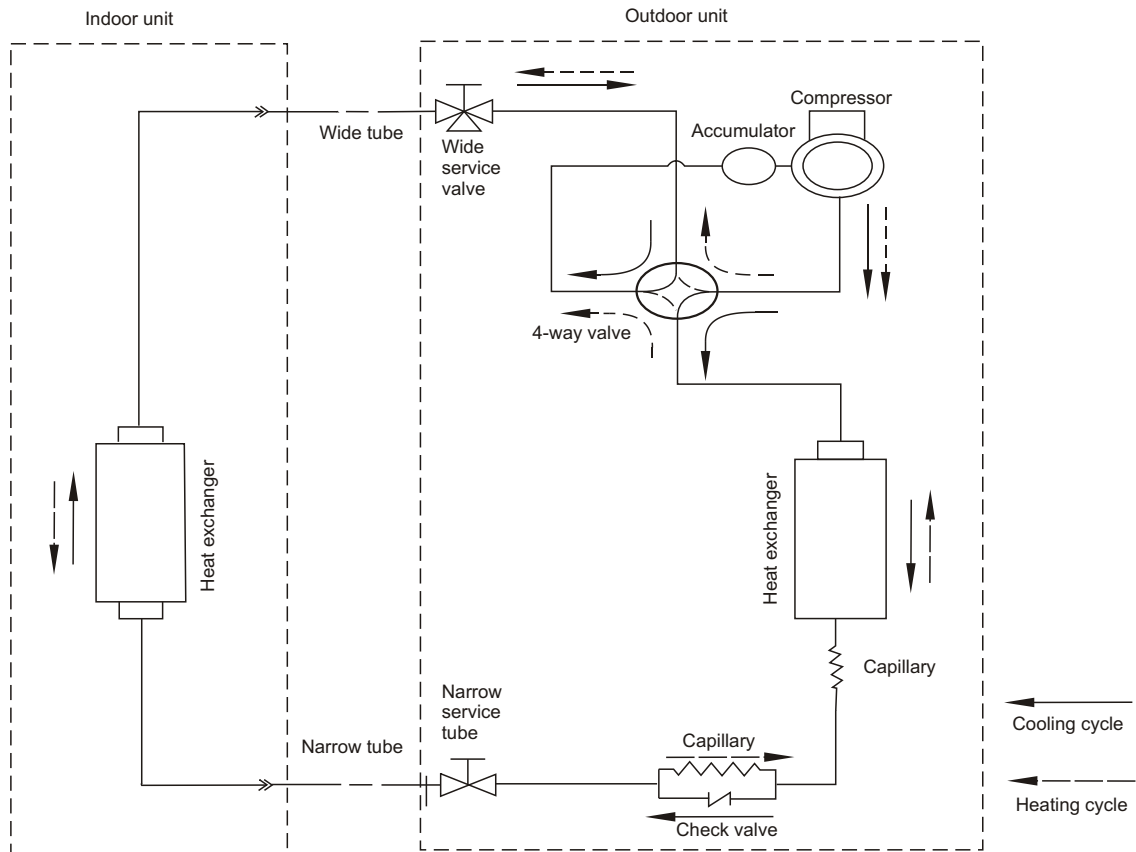 Indoor unit
Outdoor unit
Compressor
Accumulator
Wide tube
Wide
service
valve
4-way valve
Heat exchanger
Heat exchanger
Capillary
Narrow
service
tube
Narrow tube
Capillary
Check valve
Cooling cycle
Heating cycle